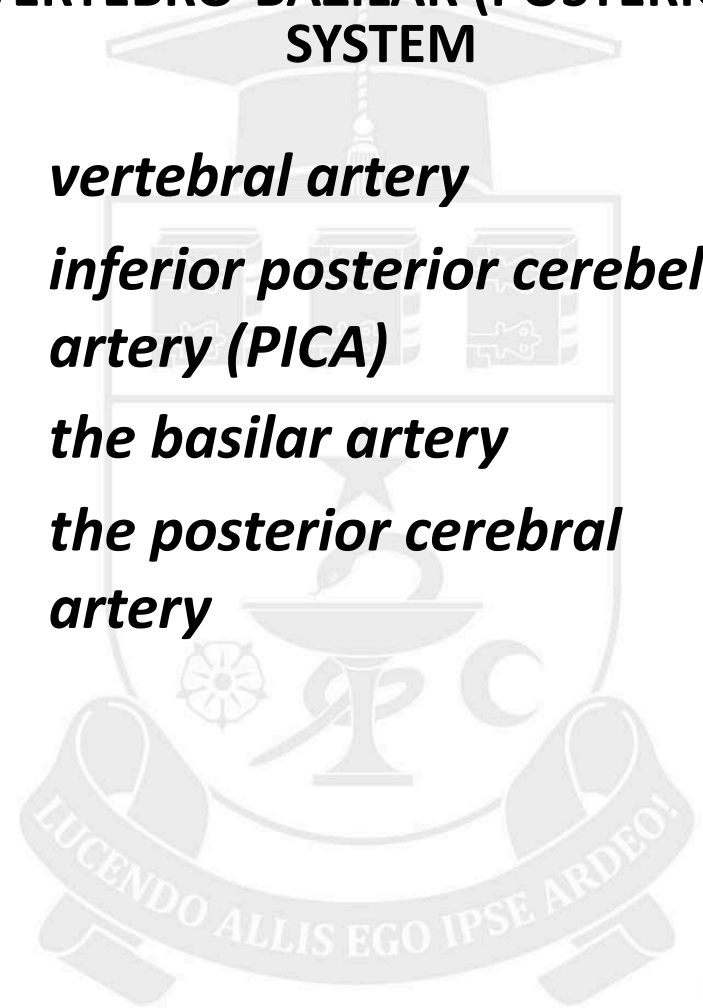 SYSTEM
vertebral artery
inferior posterior
artery (PICA)
the basilar artery
the posterior cerebral
artery
LUCENDO ALLIS EGO IPSE ARDEO!